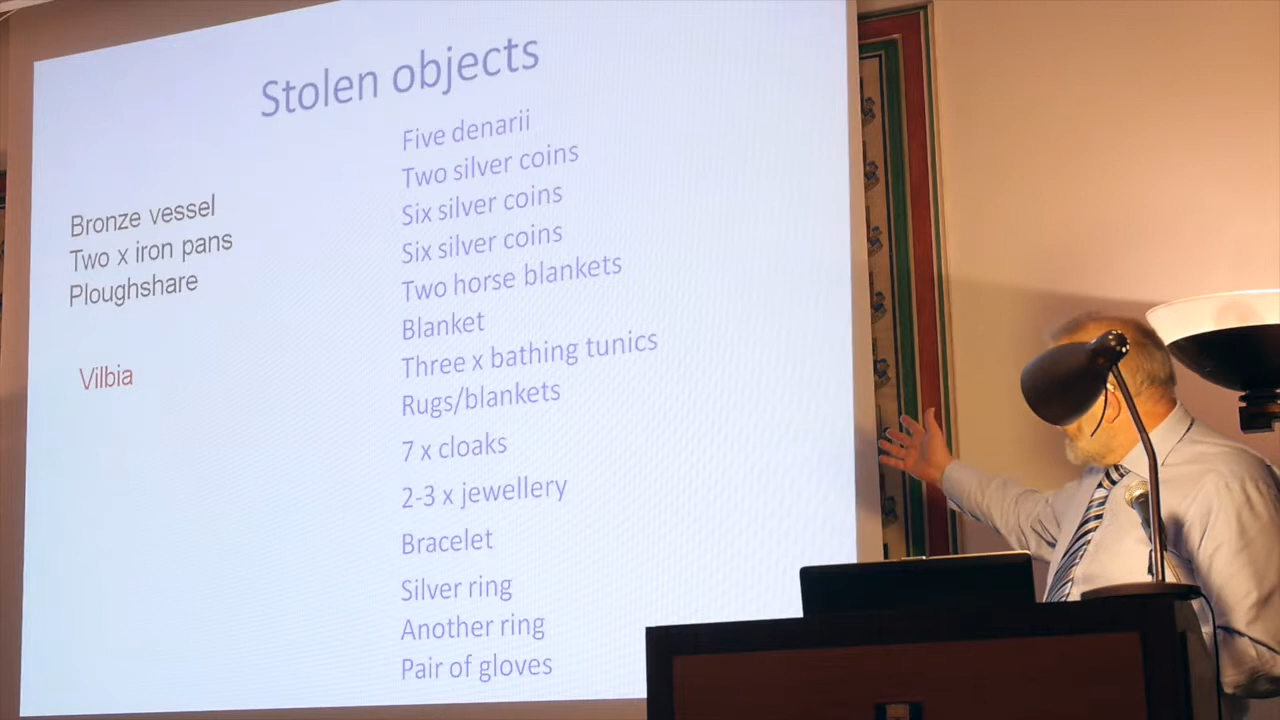 Stolen objects
Bronze vessel
Two x iron pans
Ploughshare
Vilbia
Five denarii
Two silver coins
Six silver coins
Six silver coins
Two horse blankets
Blanket
Three x bathing tunics
Rugs/blankets
7 x cloaks
2-3 x jewellery
Bracelet
Silver ring
Another ring
Pair of gloves